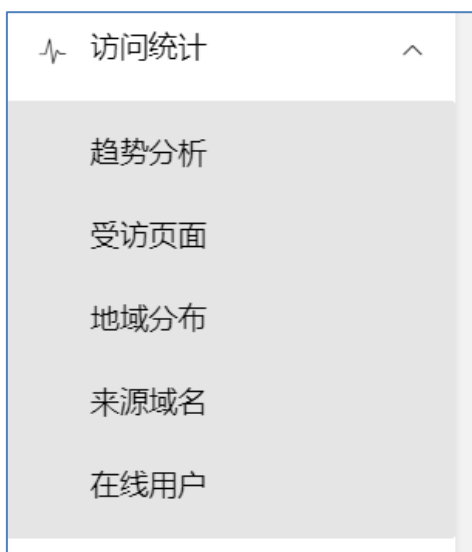 访问统计
趋势分析
受访页面
地域分布
来源域名
在线用户